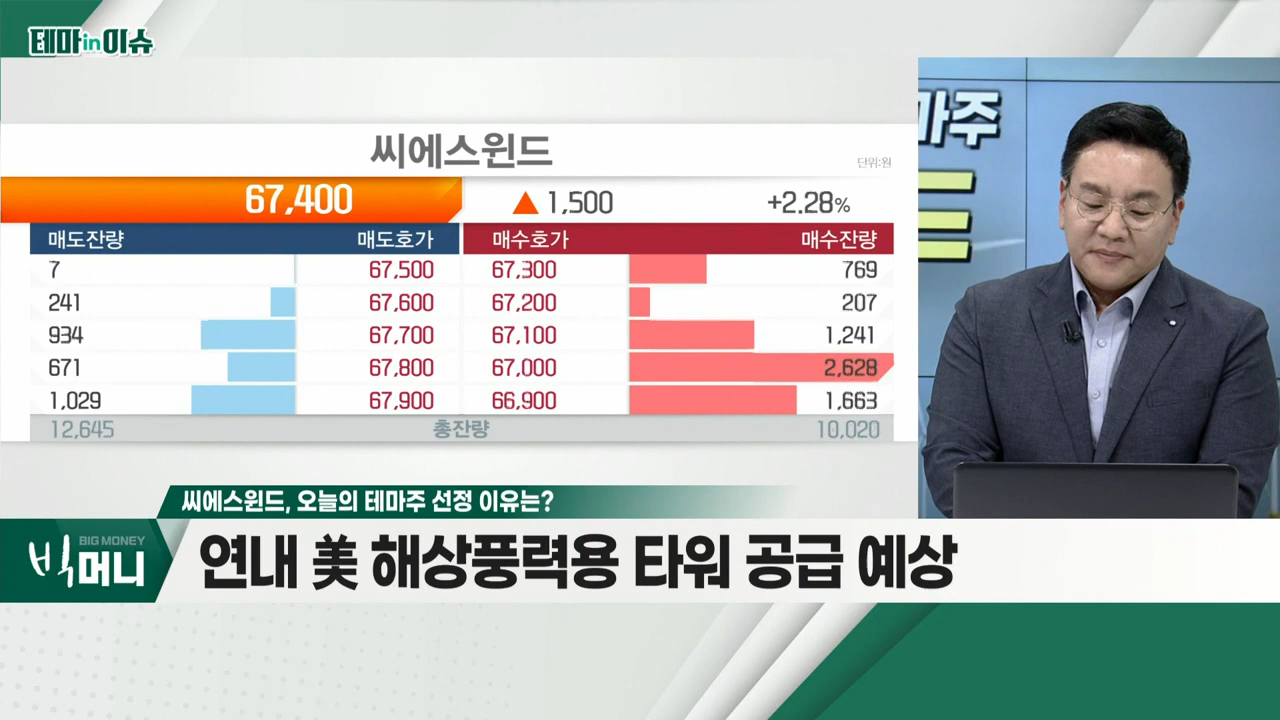 테마in이슈
마주
씨에스윈드
단위:원
67,400 ▲ 1,500 +2.28%
매도잔량 매도호가 매수호가 매수잔량
7 67,500 67,300 769
241 67,600 67,200 207
934 67,700 67,100 1,241
671 67,800 67,000 2,628
1,029 67,900 66,900 1,663
12,645 총잔량 10,020
씨에스윈드, 오늘의 테마주 선정 이유는?
BIG MONEY
빅머니
연내 美 해상풍력용 타워 공급 예상